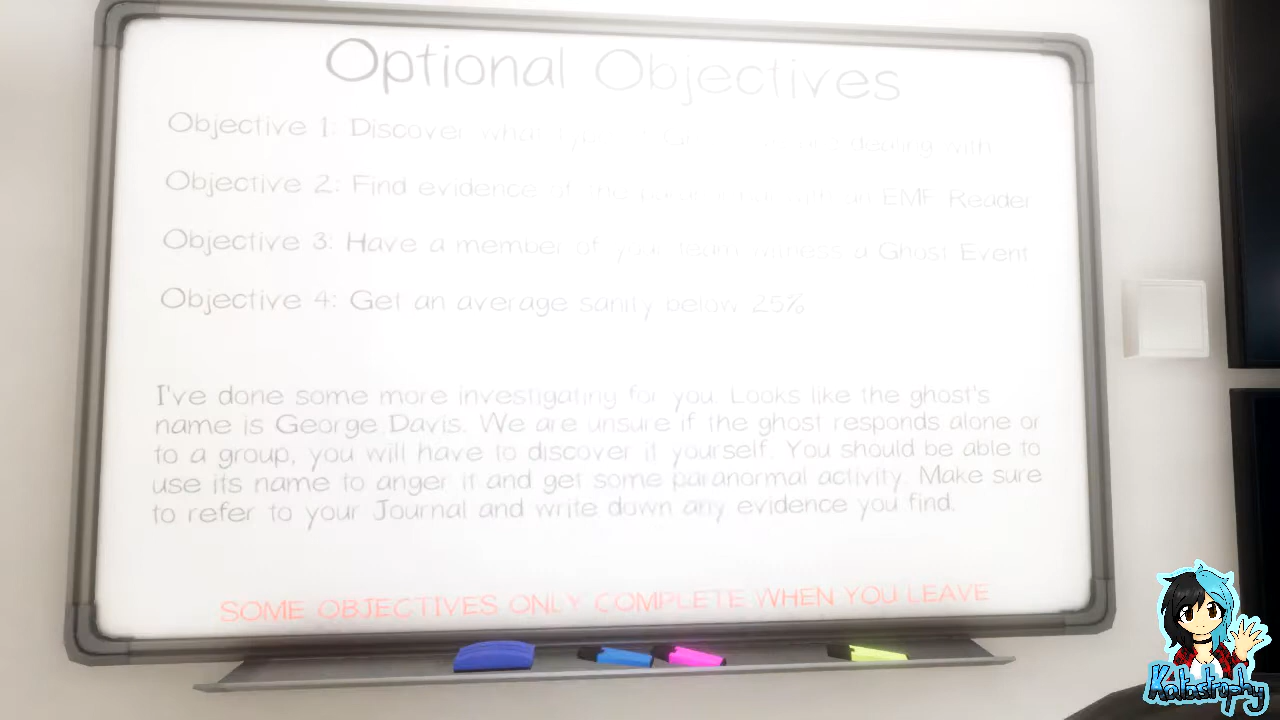 Optional Objectives
Objective 1: Discover what type of Ghost dealing with
Objective 2: Find evidence of the paranormal with an EMF Reader
Objective 3: Have a member of your team witness a Ghost Event
Objective 4: Get an average sanity below 25%
I've done some more investigating for you. Looks like the ghost's
name is George Davis. We are unsure if the ghost responds alone or
to a group, you will have to discover it yourself. You should be able to
use its name to anger it and get some paranormal activity. Make sure
to refer to your Journal and write down any evidence you find.
SOME OBJECTIVES ONLY COMPLETE WHEN YOU LEAVE
Katastrophy